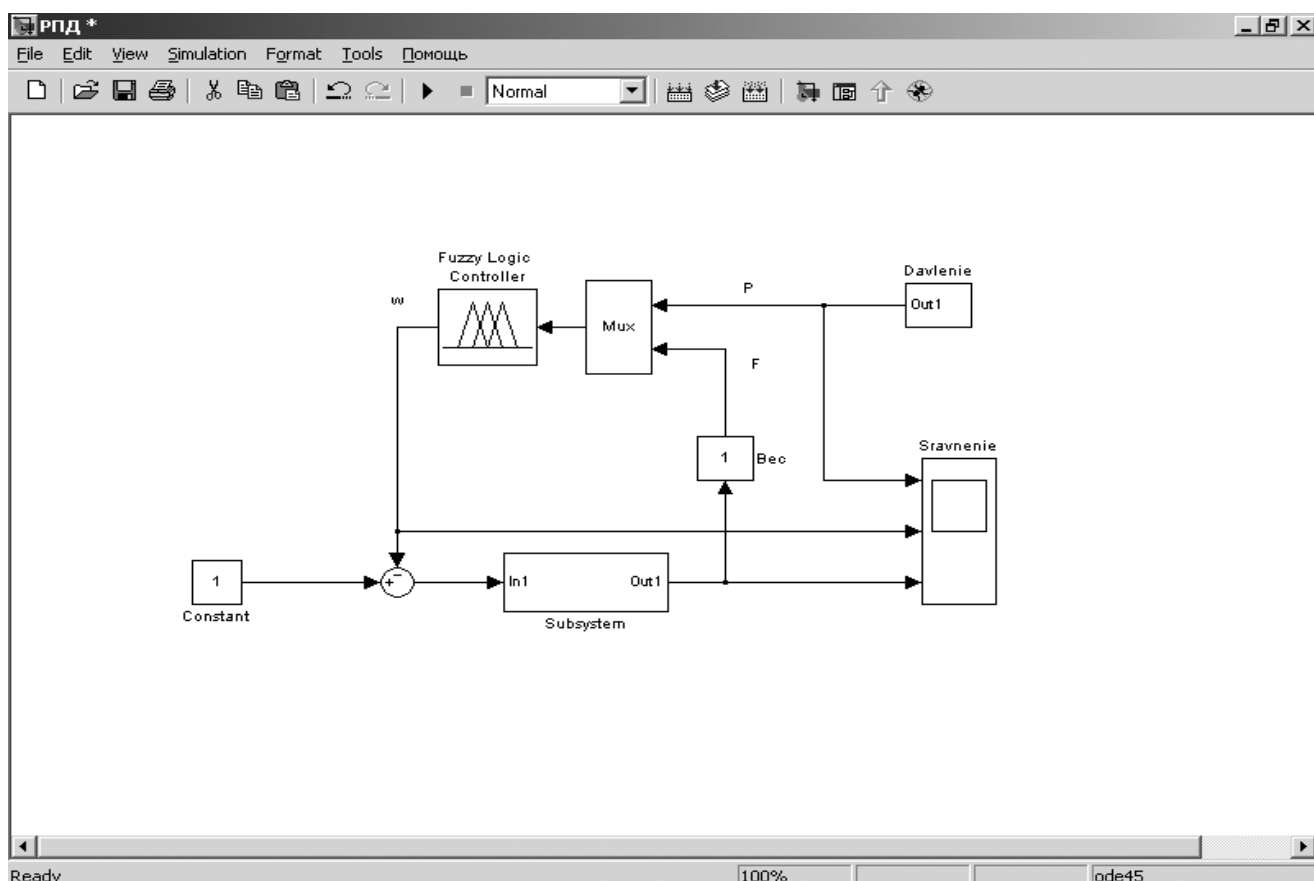 РПД *
File Edit View Simulation Format Tools Помощь
Normal
Fuzzy Logic
Controller
Davlenie
w
P
Out1
Mux
F
Sravnenie
1
Вес
1
+
−
In1
Out1
Constant
Subsystem
Ready
100%
ode45